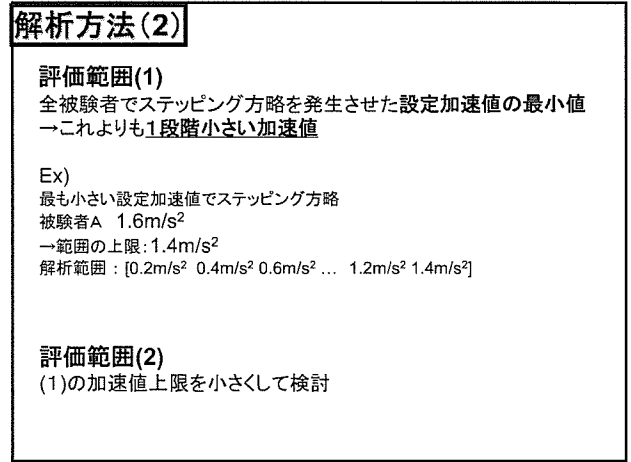 解析方法(2)
評価範囲(1)
全被験者でステッピング方略を発生させた設定加速値の最小値
→これよりも1段階小さい加速値
Ex)
最も小さい設定加速値でステッピング方略
被験者A 1.6m/s²
→範囲の上限:1.4m/s²
解析範囲:[0.2m/s² 0.4m/s² 0.6m/s² … 1.2m/s² 1.4m/s²]
評価範囲(2)
(1)の加速値上限を小さくして検討